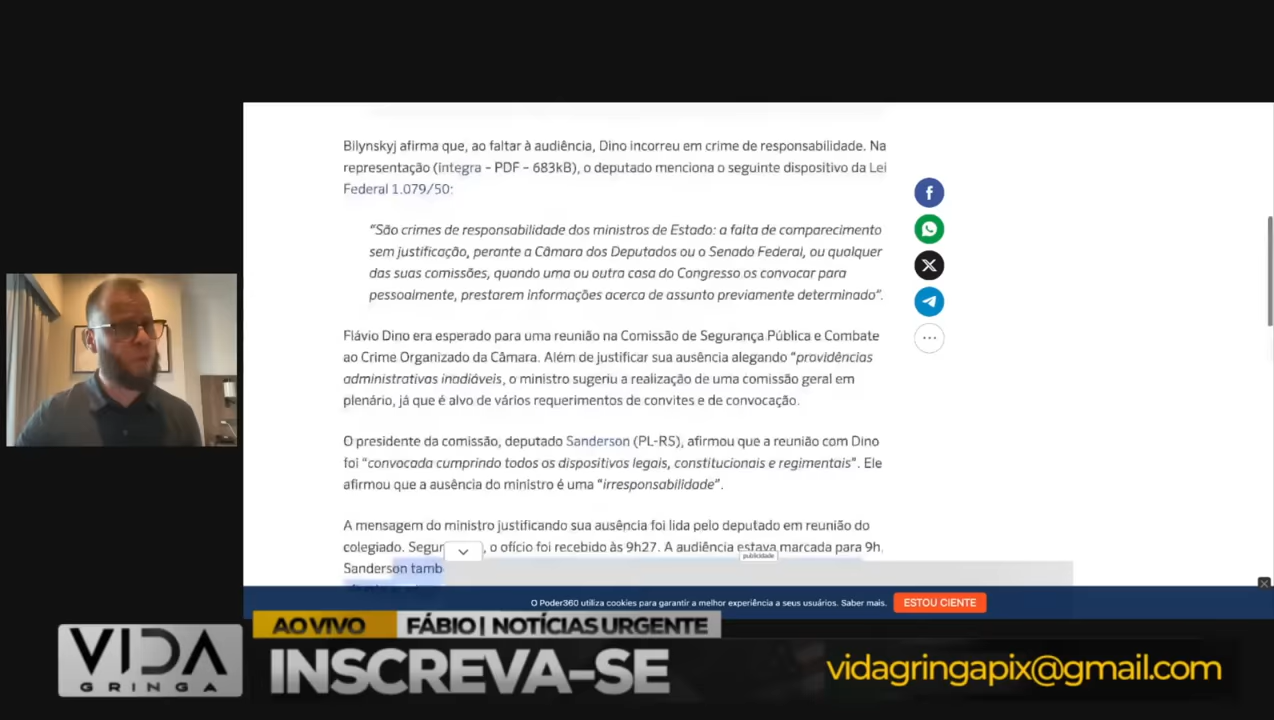 Bilynskyj afirma que, ao faltar à audiência, Dino incorreu em crime de responsabilidade. Na
representação (íntegra – PDF – 683kB), o deputado menciona o seguinte dispositivo da Lei
Federal 1.079/50:
“São crimes de responsabilidade dos ministros de Estado: a falta de comparecimento
sem justificação, perante a Câmara dos Deputados ou o Senado Federal, ou qualquer
das suas comissões, quando uma ou outra casa do Congresso os convocar para
pessoalmente, prestarem informações acerca de assunto previamente determinado”.
Flávio Dino era esperado para uma reunião na Comissão de Segurança Pública e Combate
ao Crime Organizado da Câmara. Além de justificar sua ausência alegando “providências
administrativas inadiáveis, o ministro sugeriu a realização de uma comissão geral em
plenário, já que é alvo de vários requerimentos de convites e de convocação.
O presidente da comissão, deputado Sanderson (PL-RS), afirmou que a reunião com Dino
foi “convocada cumprindo todos os dispositivos legais, constitucionais e regimentais”. Ele
afirmou que a ausência do ministro é uma “irresponsabilidade”.
A mensagem do ministro justificando sua ausência foi lida pelo deputado em reunião do
colegiado. Segun , o ofício foi recebido às 9h27. A audiência estava marcada para 9h.
publicidade
Sanderson tamb
O Poder360 utiliza cookies para garantir a melhor experiência a seus usuários. Saber mais.
ESTOU CIENTE
AO VIVO FÁBIO | NOTÍCIAS URGENTE
VIDA
GRINGA
INSCREVA-SE
vidagringapix@gmail.com